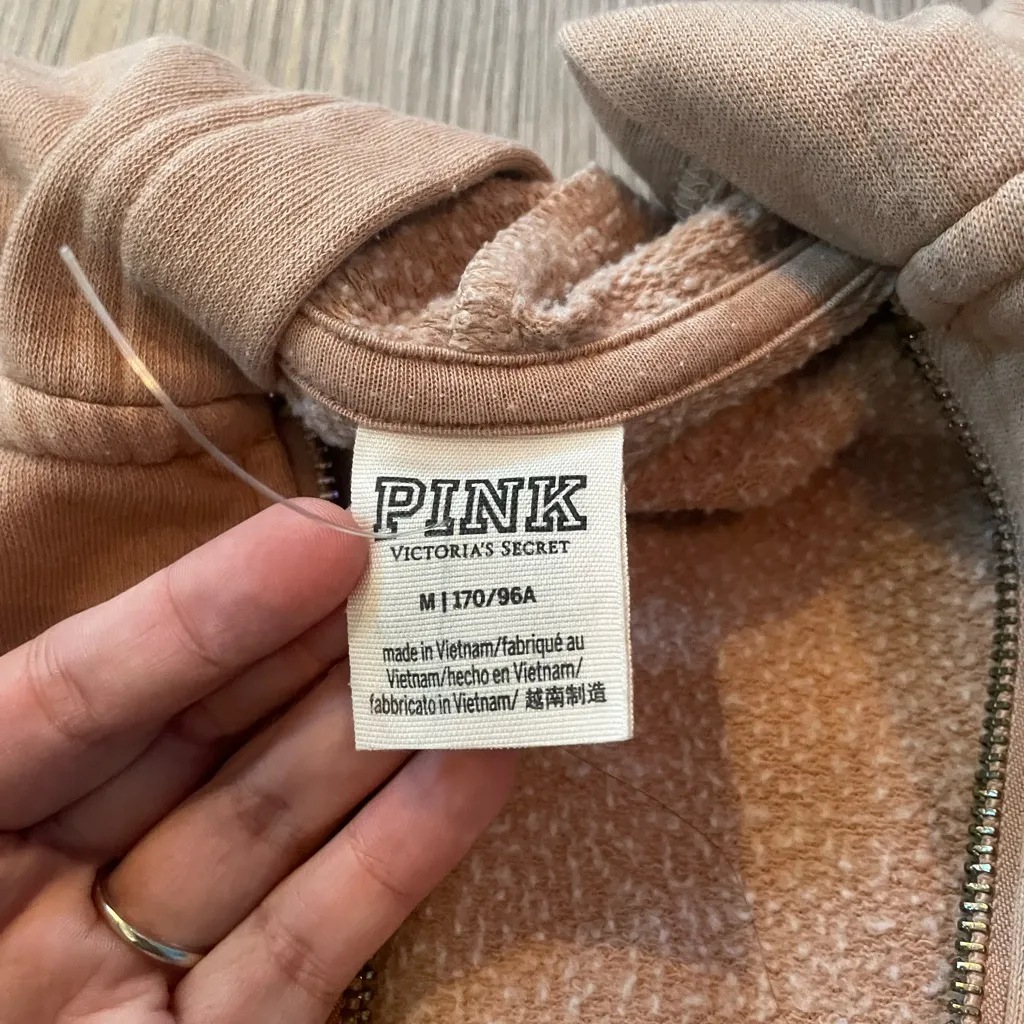 PINK
VICTORIA'S SECRET
M | 170/96A
made in Vietnam/fabriqué au
Vietnam/hecho en Vietnam/
fabbricato in Vietnam/ 越南制造